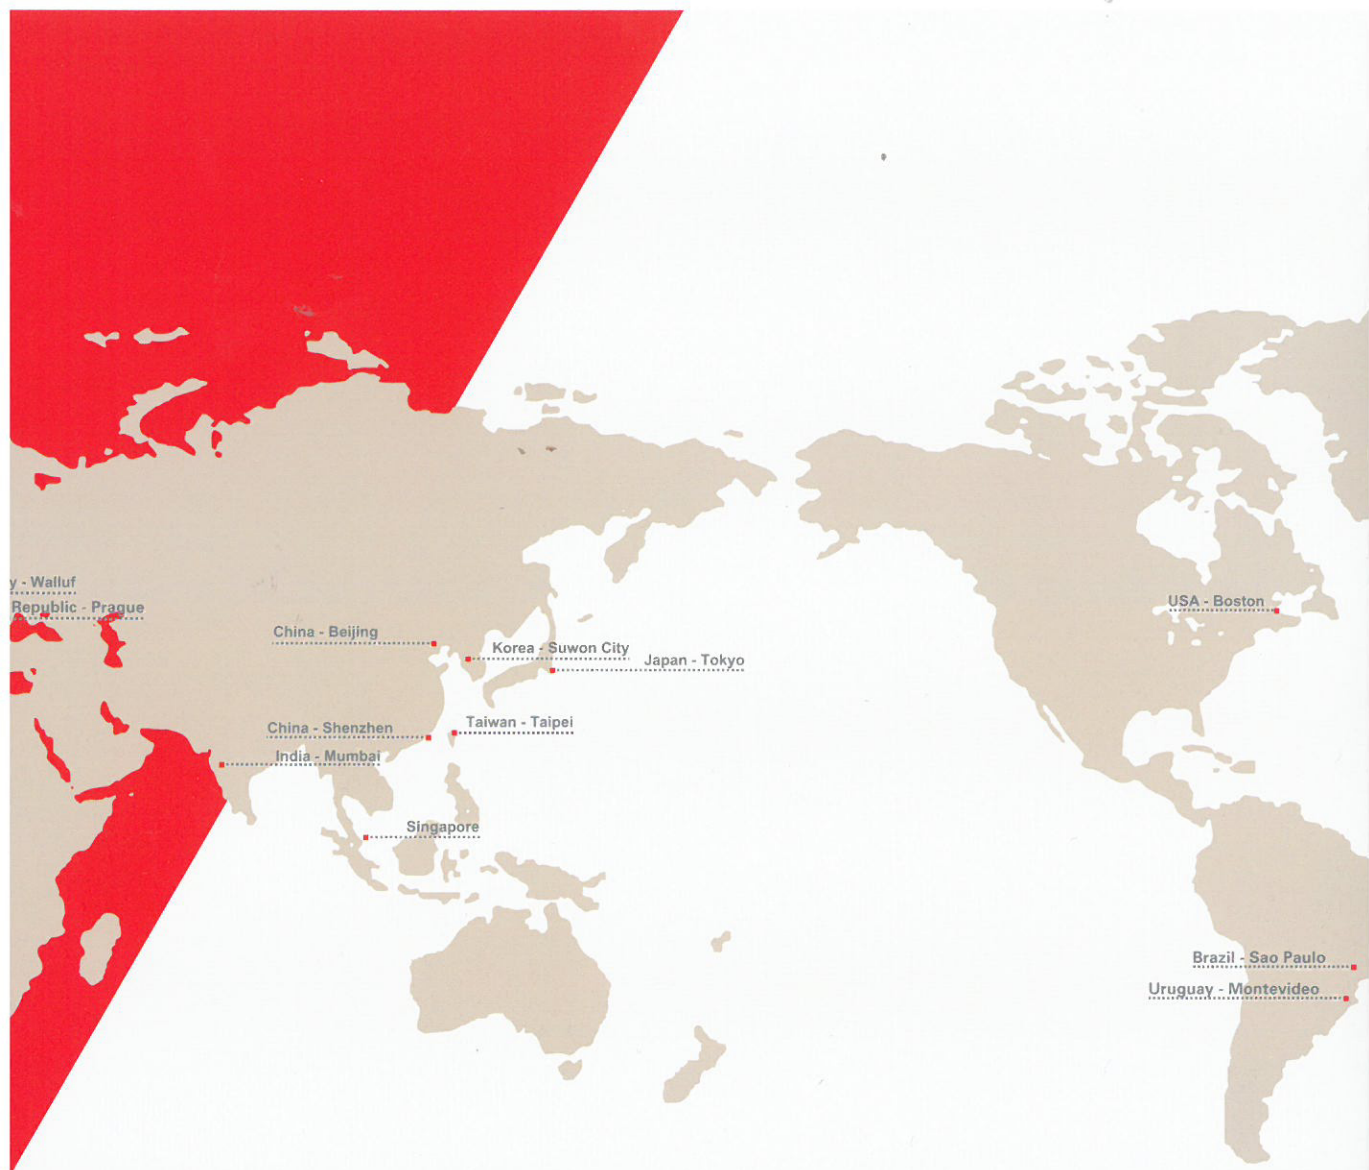 y - Walluf
Republic - Prague
USA - Boston
China - Beijing
Korea - Suwon City
Japan - Tokyo
China - Shenzhen
Taiwan - Taipei
India - Mumbai
Singapore
Brazil - Sao Paulo
Uruguay - Montevideo